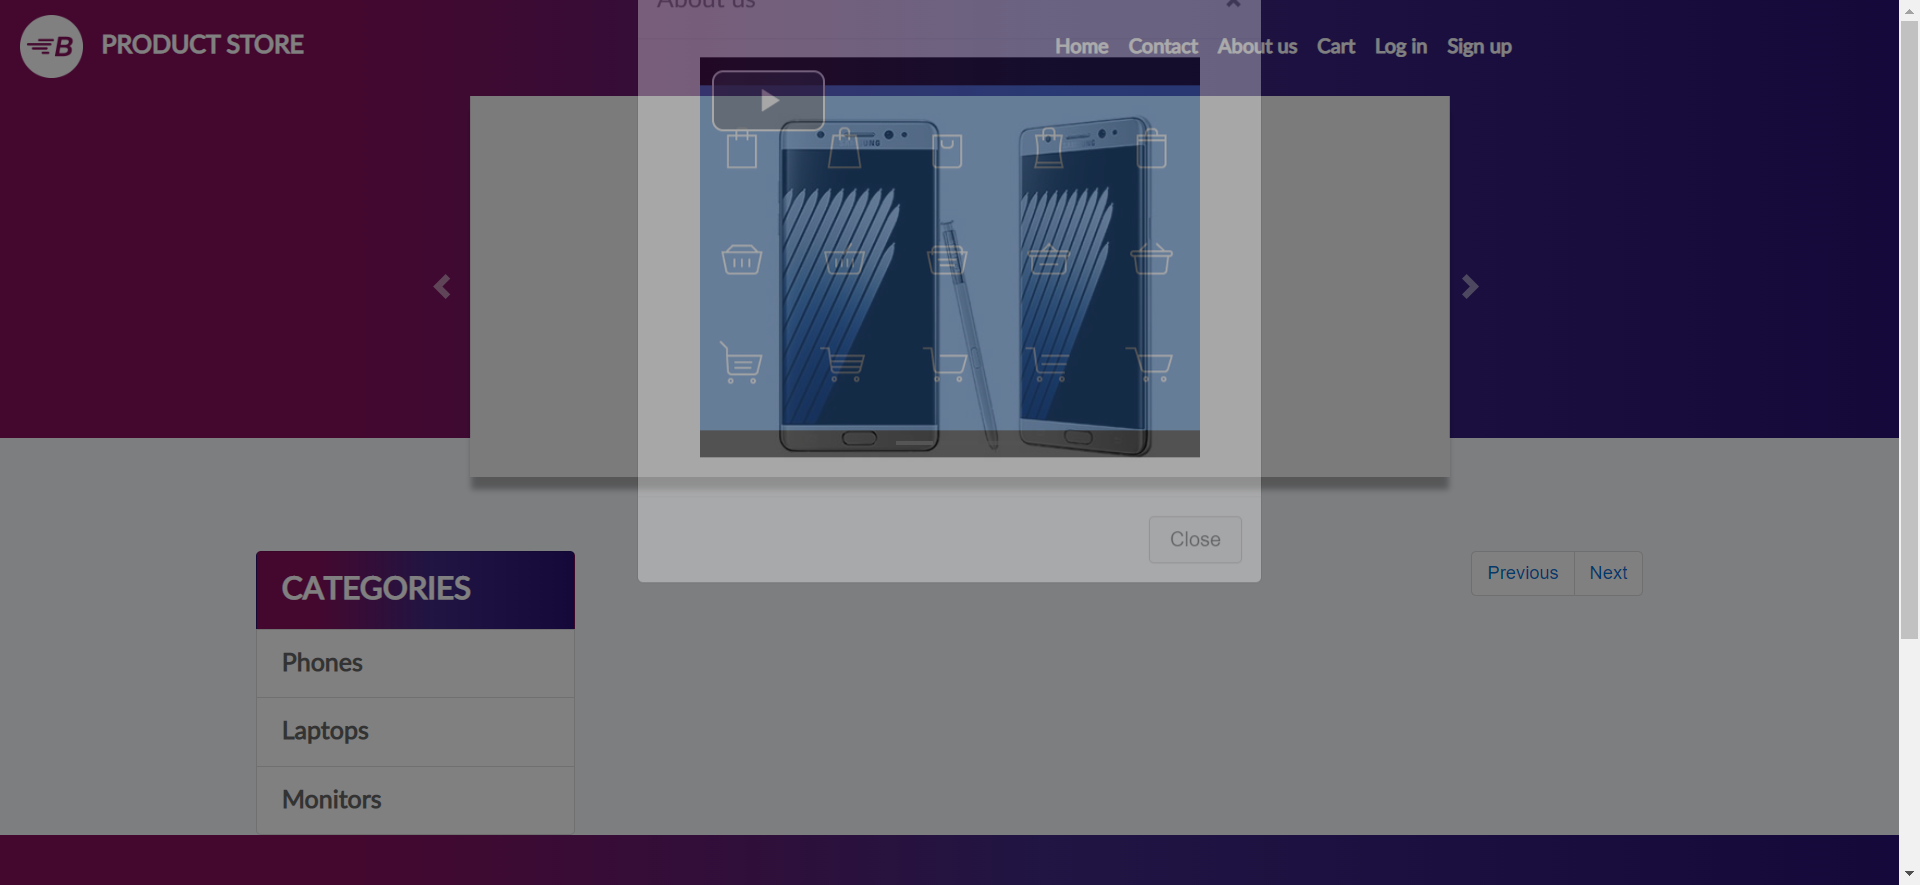 About us
B PRODUCT STORE
Home Contact About us Cart Log in Sign up
Close
CATEGORIES
Previous Next
Phones
Laptops
Monitors